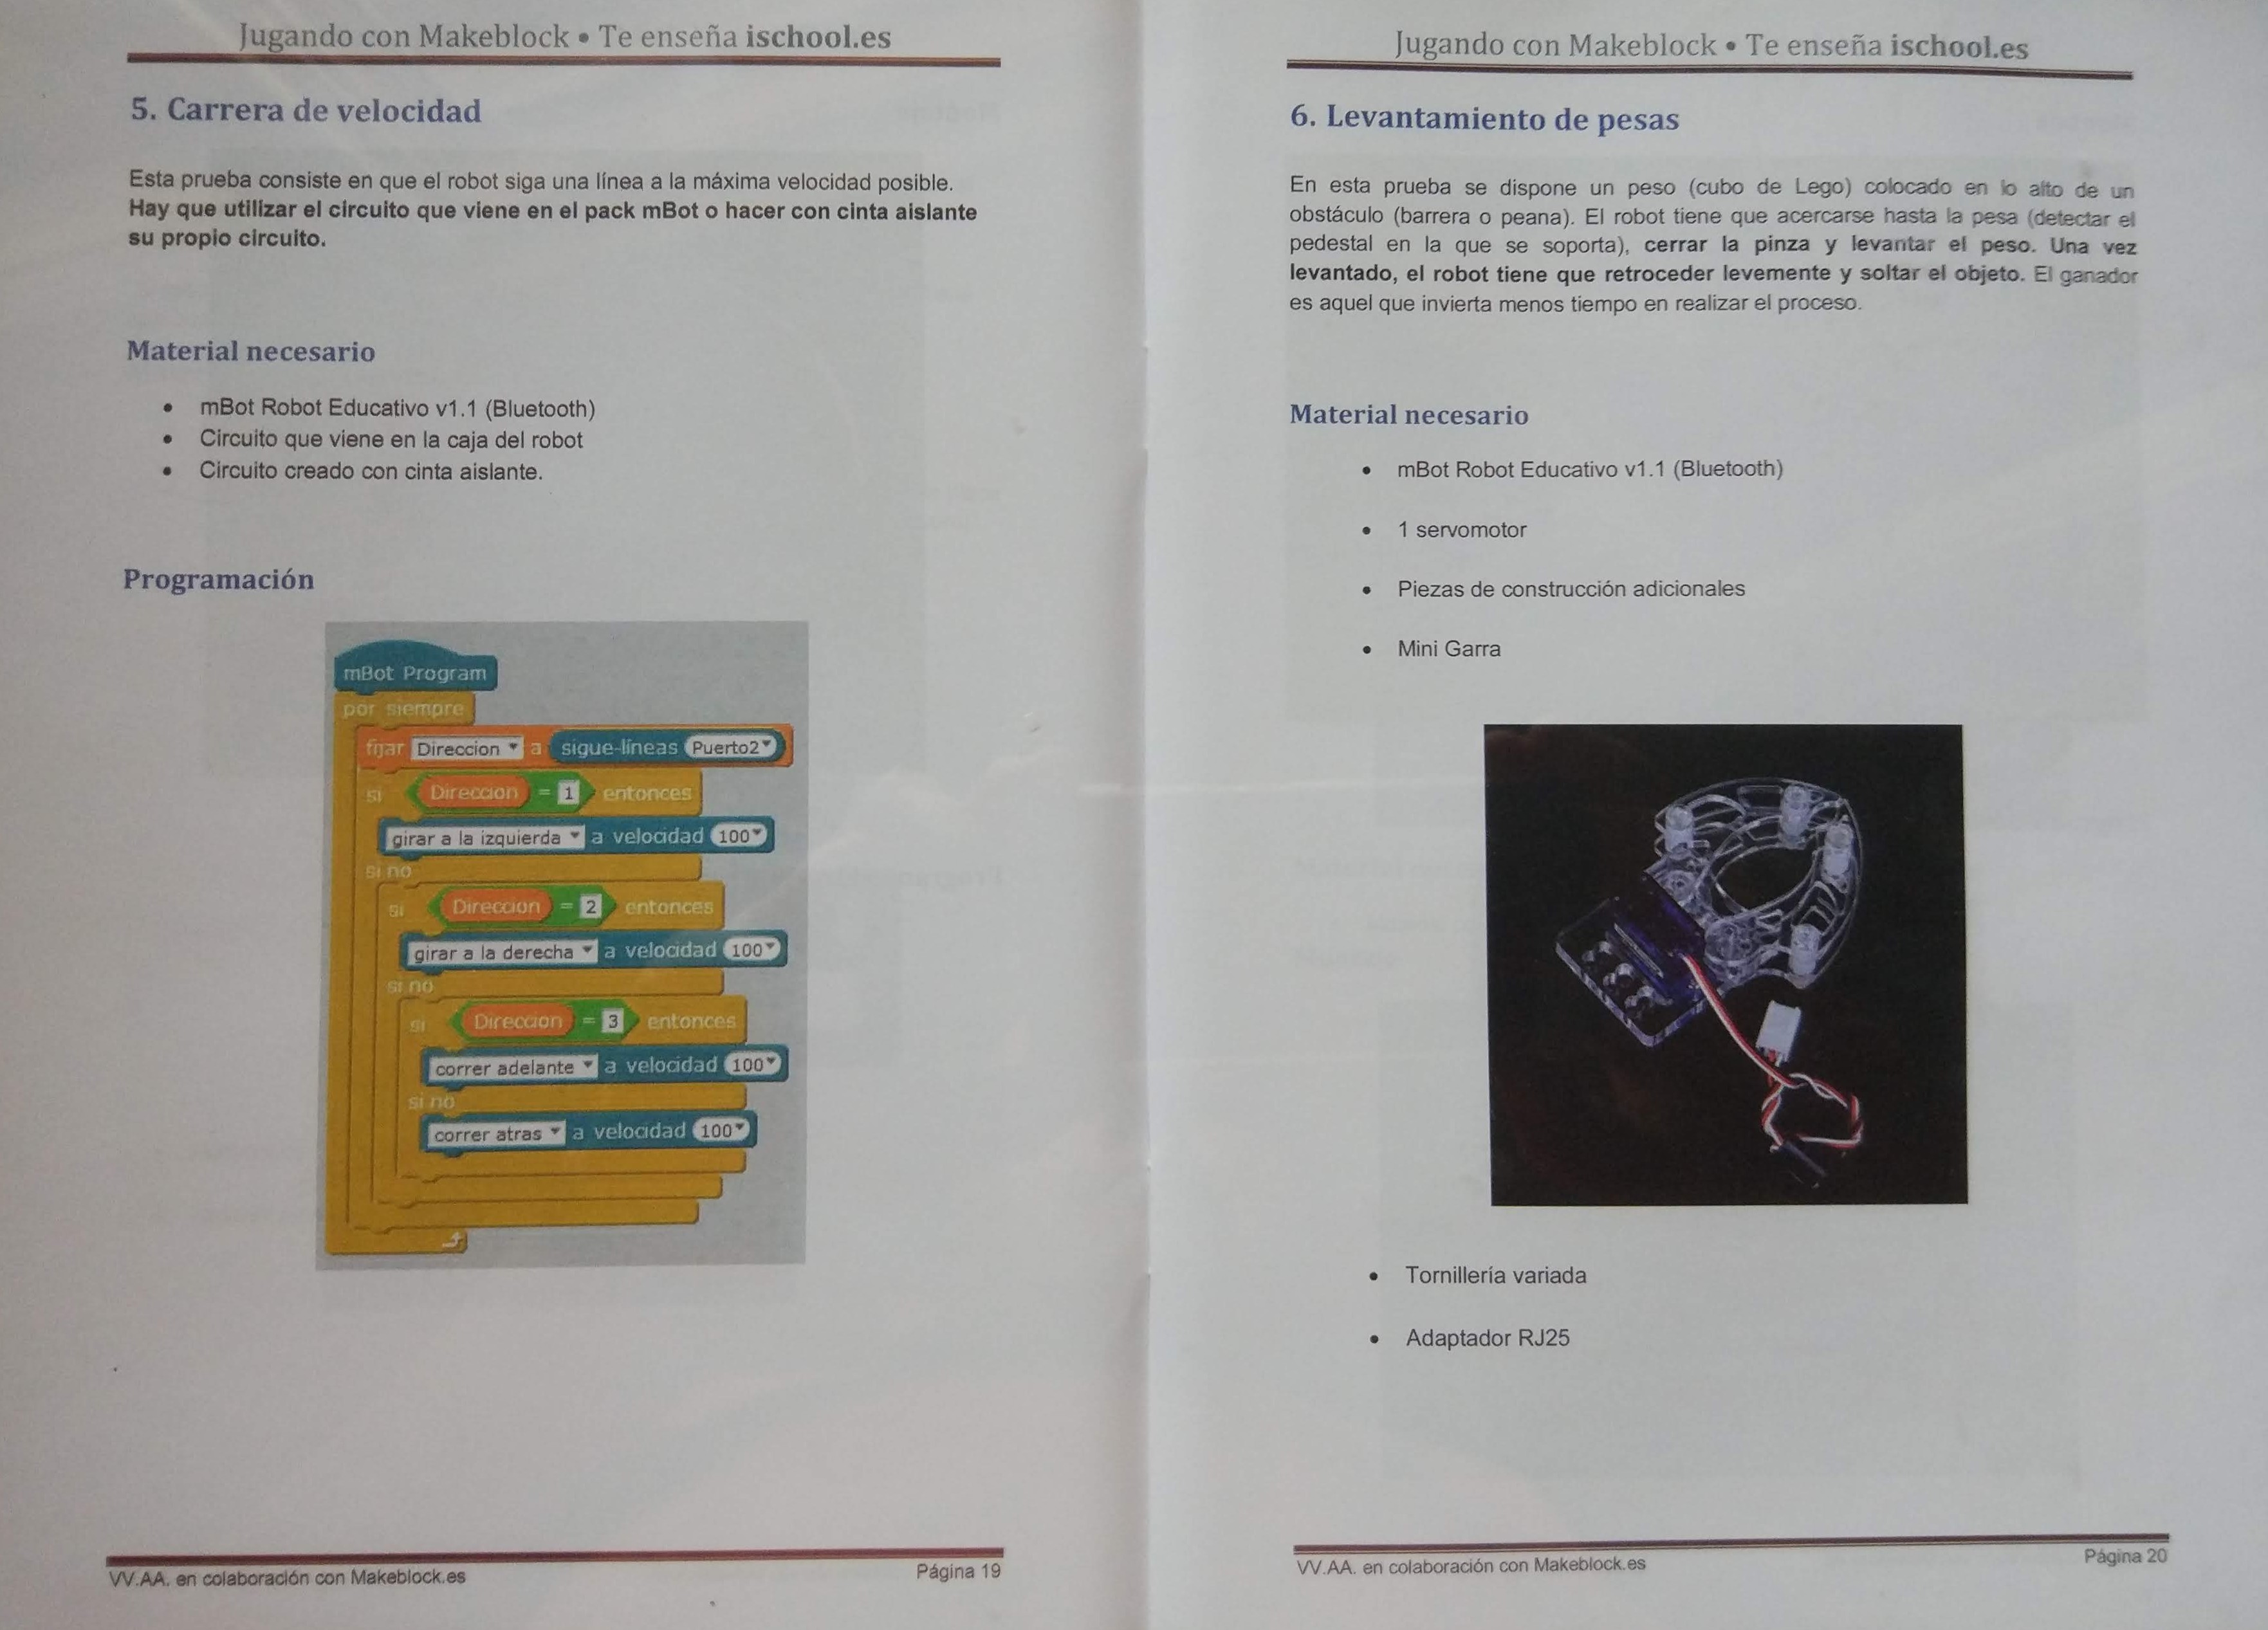 Jugando con Makeblock • Te enseña ischool.es
5. Carrera de velocidad
Esta prueba consiste en que el robot siga una línea a la máxima velocidad posible.
Hay que utilizar el circuito que viene en el pack mBot o hacer con cinta aislante
su propio circuito.
Material necesario
• mBot Robot Educativo v1.1 (Bluetooth)
• Circuito que viene en la caja del robot
• Circuito creado con cinta aislante.
Programación
mBot Program
por siempre
fijar Direccion a sigue-líneas Puerto2
si Direccion = 1 entonces
girar a la izquierda a velocidad 100
si no
si Direccion = 2 entonces
girar a la derecha a velocidad 100
si no
si Direccion = 3 entonces
correr adelante a velocidad 100
si no
correr atras a velocidad 100
VV.AA. en colaboración con Makeblock.es Página 19
Jugando con Makeblock • Te enseña ischool.es
6. Levantamiento de pesas
En esta prueba se dispone un peso (cubo de Lego) colocado en lo alto de un
obstáculo (barrera o peana). El robot tiene que acercarse hasta la pesa (detectar el
pedestal en la que se soporta), cerrar la pinza y levantar el peso. Una vez
levantado, el robot tiene que retroceder levemente y soltar el objeto. El ganador
es aquel que invierta menos tiempo en realizar el proceso.
Material necesario
• mBot Robot Educativo v1.1 (Bluetooth)
• 1 servomotor
• Piezas de construcción adicionales
• Mini Garra
• Tornillería variada
• Adaptador RJ25
VV.AA. en colaboración con Makeblock.es Página 20